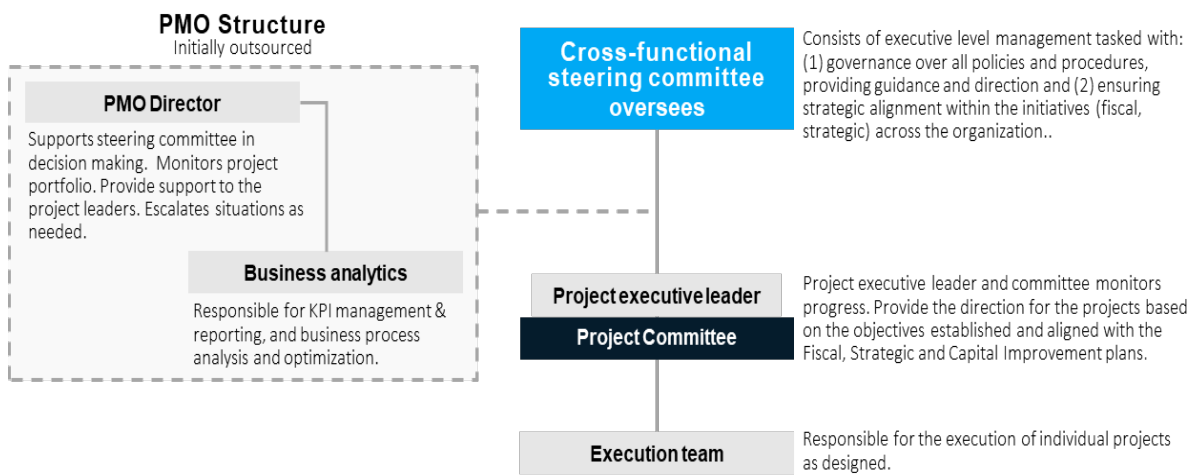 PMO Structure
Initially outsourced
PMO Director
Supports steering committee in
decision making.  Monitors project
portfolio. Provide support to the
project leaders. Escalates situations as
needed.
Business analytics
Responsible for KPI management &
reporting, and business process
analysis and optimization.
Cross-functional
steering committee
oversees
Consists of executive level management tasked with:
(1) governance over all policies and procedures,
providing guidance and direction and (2) ensuring
strategic alignment within the initiatives (fiscal,
strategic) across the organization..
Project executive leader
Project Committee
Project executive leader and committee monitors
progress. Provide the direction for the projects based
on the objectives established and aligned with the
Fiscal, Strategic and Capital Improvement plans.
Execution team
Responsible for the execution of individual projects
as designed.